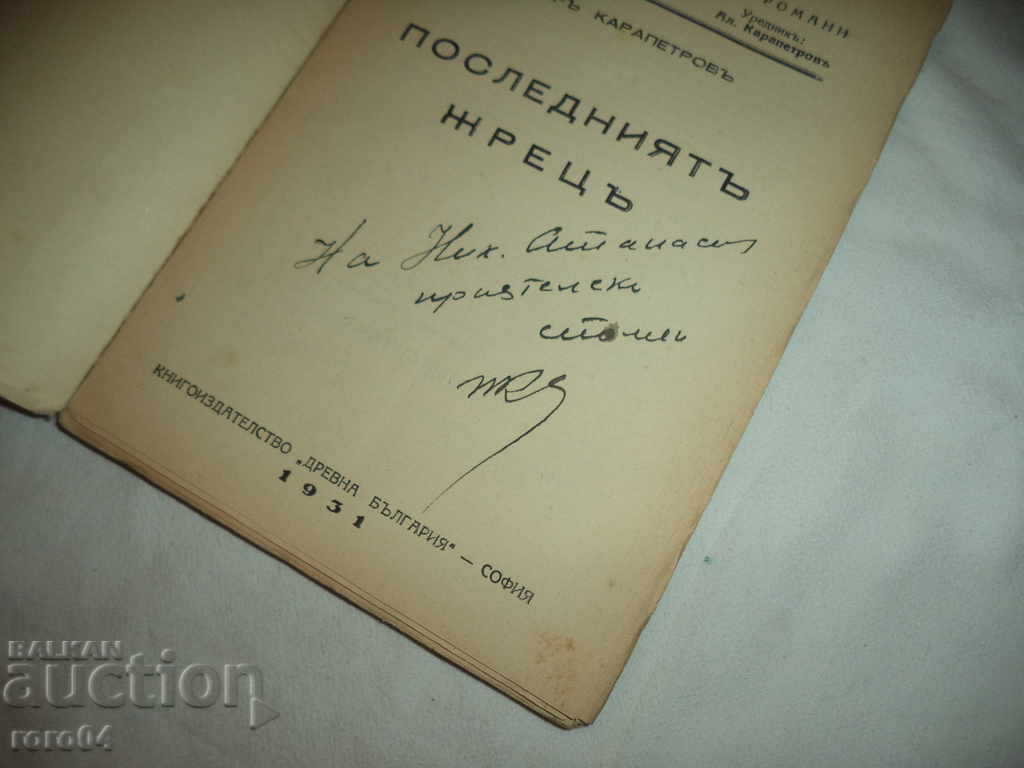 РОМАНИ
Уредникъ:
Ал. Карапетровъ
КАРАПЕТРОВЪ
ПОСЛЕДНИЯТЪ
ЖРЕЦЪ
На Ник. Атанасов
приятелски
КНИГОИЗДАТЕЛСТВО „ДРЕВНА БЪЛГАРИЯ“ — СОФИЯ
1931
BALKAN
auction
roro04